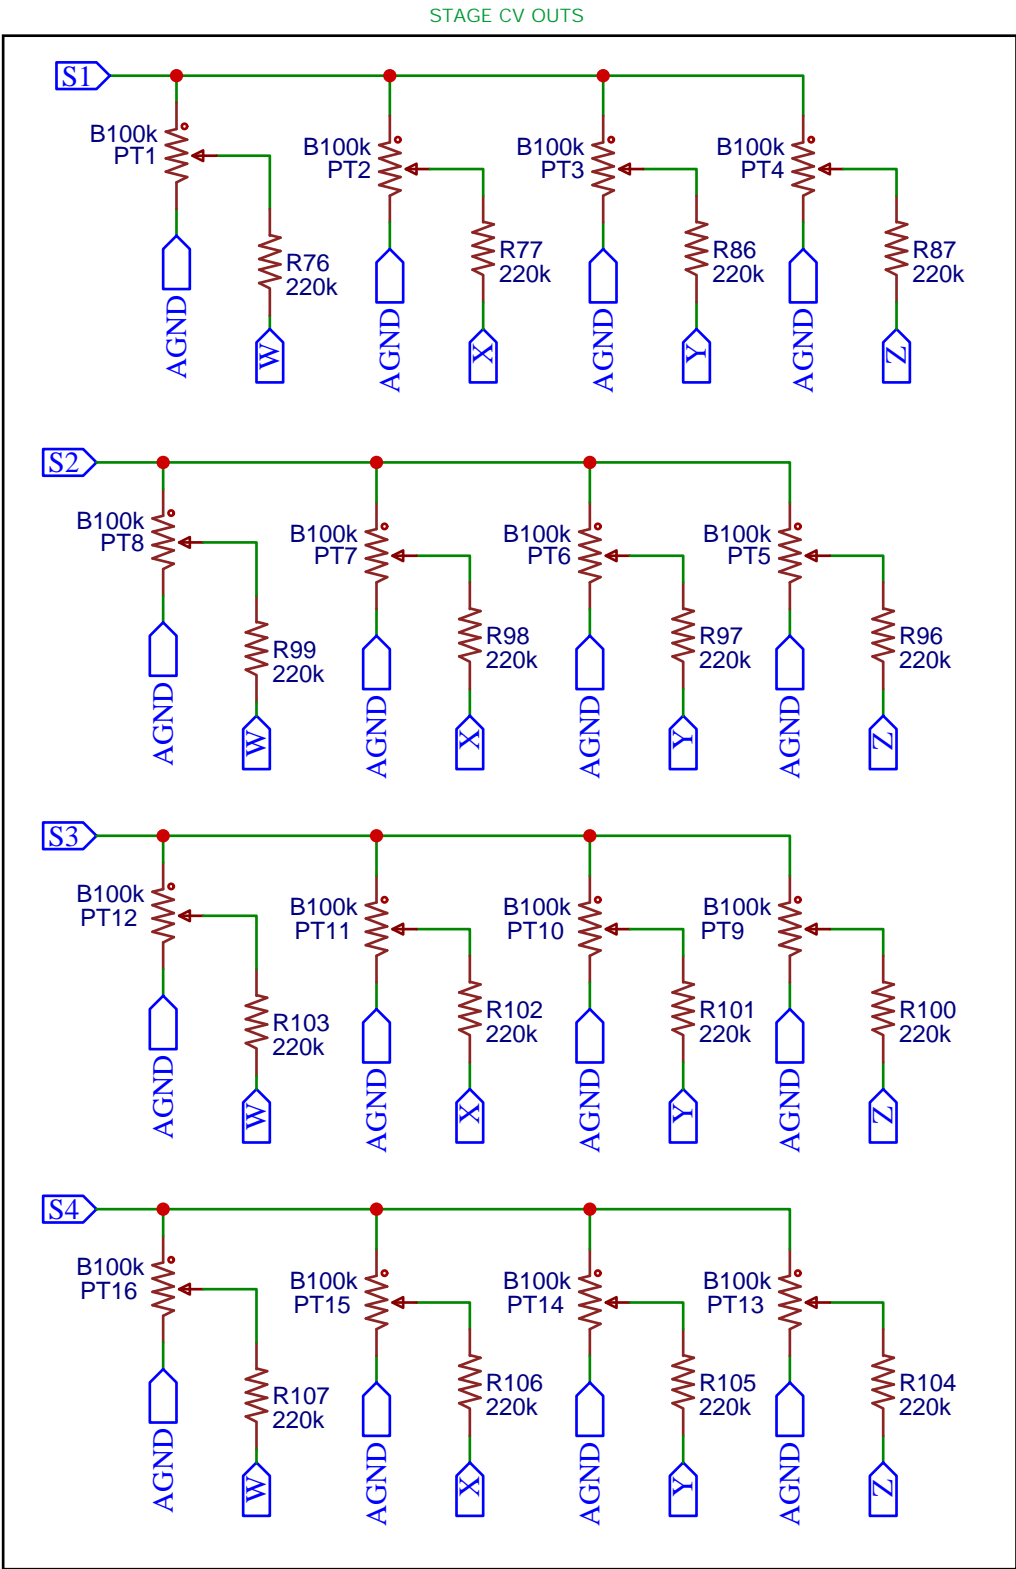 STAGE CV OUTS
S1
B100k
PT1
B100k
PT2
B100k
PT3
B100k
PT4
R76
220k
R77
220k
R86
220k
R87
220k
AGND
W
AGND
X
AGND
Y
AGND
Z
S2
B100k
PT8
B100k
PT7
B100k
PT6
B100k
PT5
R99
220k
R98
220k
R97
220k
R96
220k
AGND
W
AGND
X
AGND
Y
AGND
Z
S3
B100k
PT12
B100k
PT11
B100k
PT10
B100k
PT9
R103
220k
R102
220k
R101
220k
R100
220k
AGND
W
AGND
X
AGND
Y
AGND
Z
S4
B100k
PT16
B100k
PT15
B100k
PT14
B100k
PT13
R107
220k
R106
220k
R105
220k
R104
220k
AGND
W
AGND
X
AGND
Y
AGND
Z